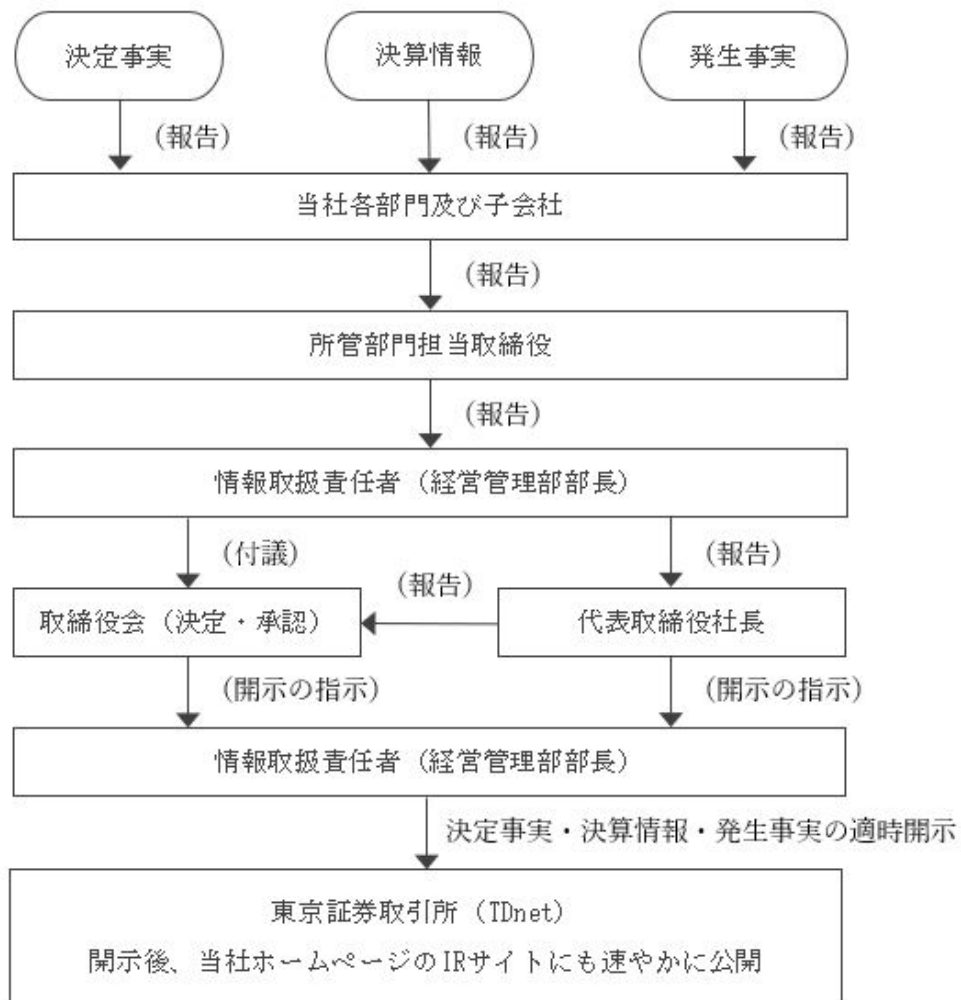 決定事実
決算情報
発生事実
（報告）
（報告）
（報告）
当社各部門及び子会社
（報告）
所管部門担当取締役
（報告）
情報取扱責任者（経営管理部部長）
（付議）
（報告）
（報告）
取締役会（決定・承認）
代表取締役社長
（開示の指示）
（開示の指示）
情報取扱責任者（経営管理部部長）
決定事実・決算情報・発生事実の適時開示
東京証券取引所（TDnet）
開示後、当社ホームページのIRサイトにも速やかに公開